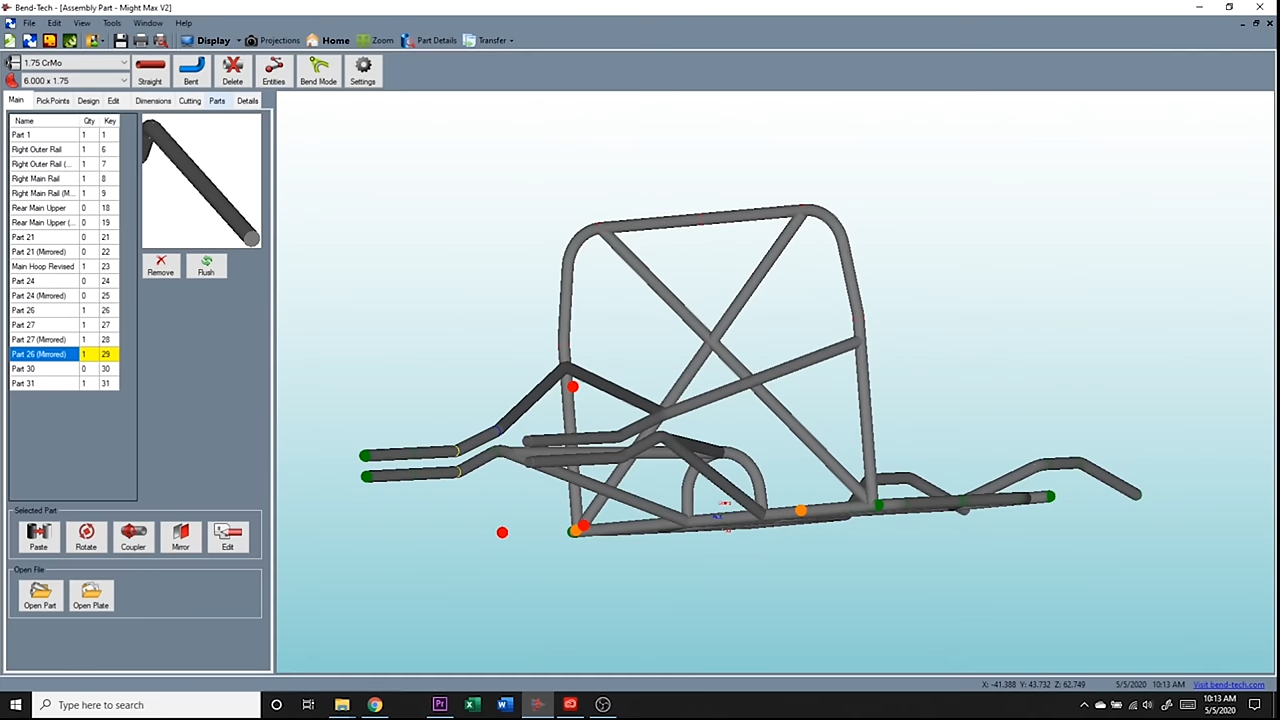 Bend-Tech - [Assembly Part - Might Max V2]
File Edit View Tools Window Help
Display Projections Home Zoom Part Details Transfer
1.75 CrMo
6.000 x 1.75
Straight Bent Delete Entities Bend Mode Settings
Main PickPoints Design Edit Dimensions Cutting Parts Details
Name Qty Key
Part 1 1 1
Right Outer Rail 1 6
Right Outer Rail (... 1 7
Right Main Rail 1 8
Right Main Rail (M... 1 9
Rear Main Upper 0 18
Rear Main Upper (... 0 19
Part 21 0 21
Part 21 (Mirrored) 0 22
Main Hoop Revised 1 23
Part 24 0 24
Part 24 (Mirrored) 0 25
Part 26 1 26
Part 27 1 27
Part 27 (Mirrored) 1 28
Part 26 (Mirrored) 1 29
Part 30 0 30
Part 31 1 31
Remove Flush
Selected Part
Paste Rotate Coupler Mirror Edit
Open File
Open Part Open Plate
X: -41.388 Y: 43.732 Z: 62.749 5/5/2020 10:13 AM Visit bend-tech.com
Type here to search
10:13 AM
5/5/2020